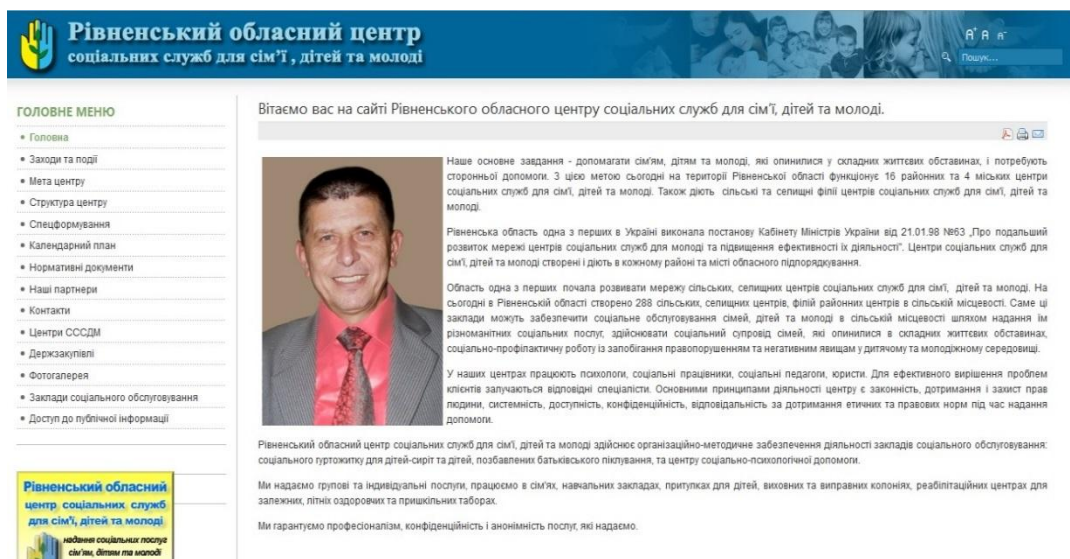 Рівненський обласний центр
соціальних служб для сім'ї , дітей та молоді
A+ A A-
Пошук...
ГОЛОВНЕ МЕНЮ
Головна
Заходи та події
Мета центру
Структура центру
Спецформування
Календарний план
Нормативні документи
Наші партнери
Контакти
Центри СССДМ
Держзакупівлі
Фотогалерея
Заклади соціального обслуговування
Доступ до публічної інформації
Рівненський обласний
центр соціальних служб
для сім'ї, дітей та молоді
надання соціальних послуг
сім'ям, дітям та молоді
Вітаємо вас на сайті Рівненського обласного центру соціальних служб для сім'ї, дітей та молоді.
Наше основне завдання - допомагати сім'ям, дітям та молоді, які опинилися у складних життєвих обставинах, і потребують
сторонньої допомоги. З цією метою сьогодні на території Рівненської області функціонує 16 районних та 4 міських центри
соціальних служб для сім'ї, дітей та молоді. Також діють сільські та селищні філії центрів соціальних служб для сім'ї, дітей та
молоді.
Рівненська область одна з перших в Україні виконала постанову Кабінету Міністрів України від 21.01.98 №63 „Про подальший
розвиток мережі центрів соціальних служб для молоді та підвищення ефективності їх діяльності". Центри соціальних служб для
сім'ї, дітей та молоді створені і діють в кожному районі та місті обласного підпорядкування.
Область одна з перших почала розвивати мережу сільських, селищних центрів соціальних служб для сім'ї, дітей та молоді. На
сьогодні в Рівненській області створено 288 сільських, селищних центрів, філій районних центрів в сільській місцевості. Саме ці
заклади можуть забезпечити соціальне обслуговування сімей, дітей та молоді в сільській місцевості шляхом надання їм
різноманітних соціальних послуг, здійснювати соціальний супровід сімей, які опинилися в складних життєвих обставинах,
соціально-профілактичну роботу із запобігання правопорушенням та негативним явищам у дитячому та молодіжному середовищі.
У наших центрах працюють психологи, соціальні працівники, соціальні педагоги, юристи. Для ефективного вирішення проблем
клієнтів залучаються відповідні спеціалісти. Основними принципами діяльності центру є законність, дотримання і захист прав
людини, системність, доступність, конфіденційність, відповідальність за дотримання етичних та правових норм під час надання
допомоги.
Рівненський обласний центр соціальних служб для сім'ї, дітей та молоді здійснює організаційно-методичне забезпечення діяльності закладів соціального обслуговування:
соціального гуртожитку для дітей-сиріт та дітей, позбавлених батьківського піклування, та центру соціально-психологічної допомоги.
Ми надаємо групові та індивідуальні послуги, працюємо в сім'ях, навчальних закладах, притулках для дітей, виховних та виправних колоніях, реабілітаційних центрах для
залежних, літніх оздоровчих та пришкільних таборах.
Ми гарантуємо професіоналізм, конфіденційність і анонімність послуг, які надаємо.